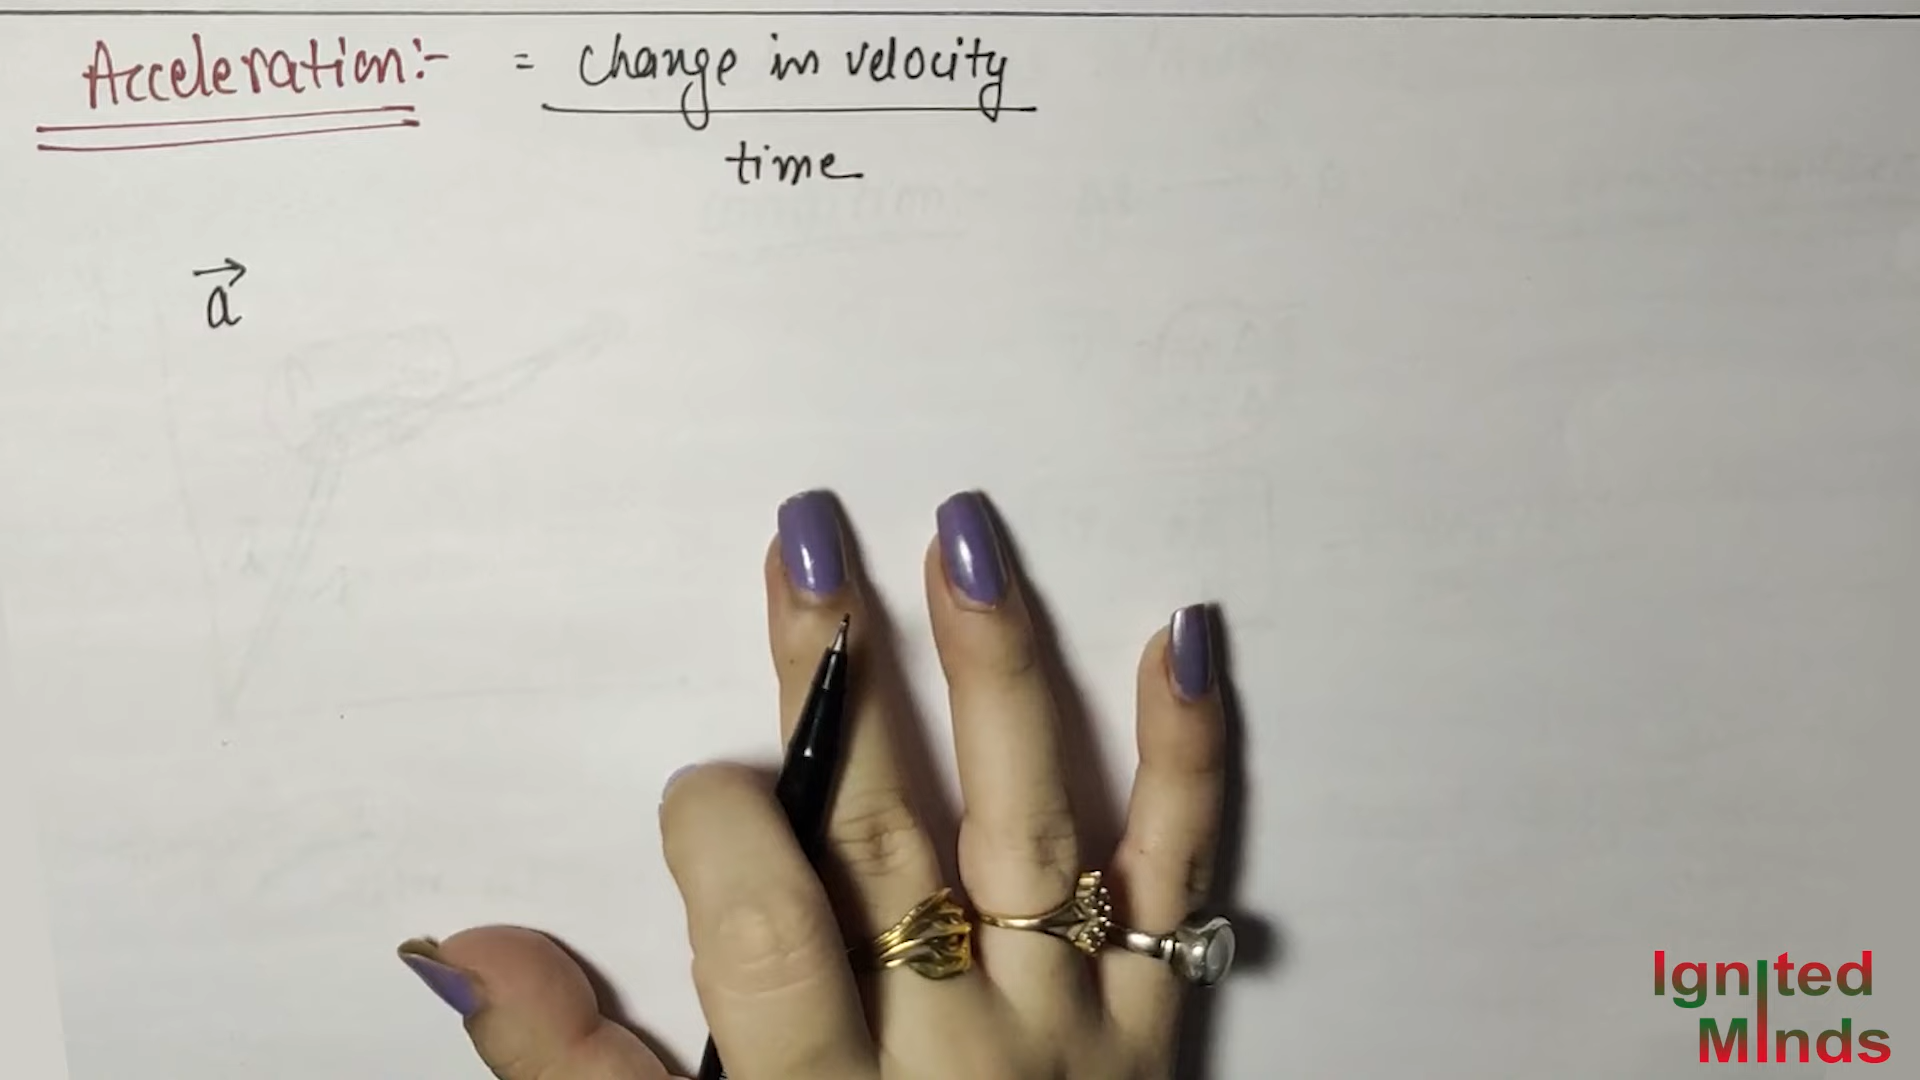 Acceleration:- = change in velocity
time
a⃗
Ignited
Minds